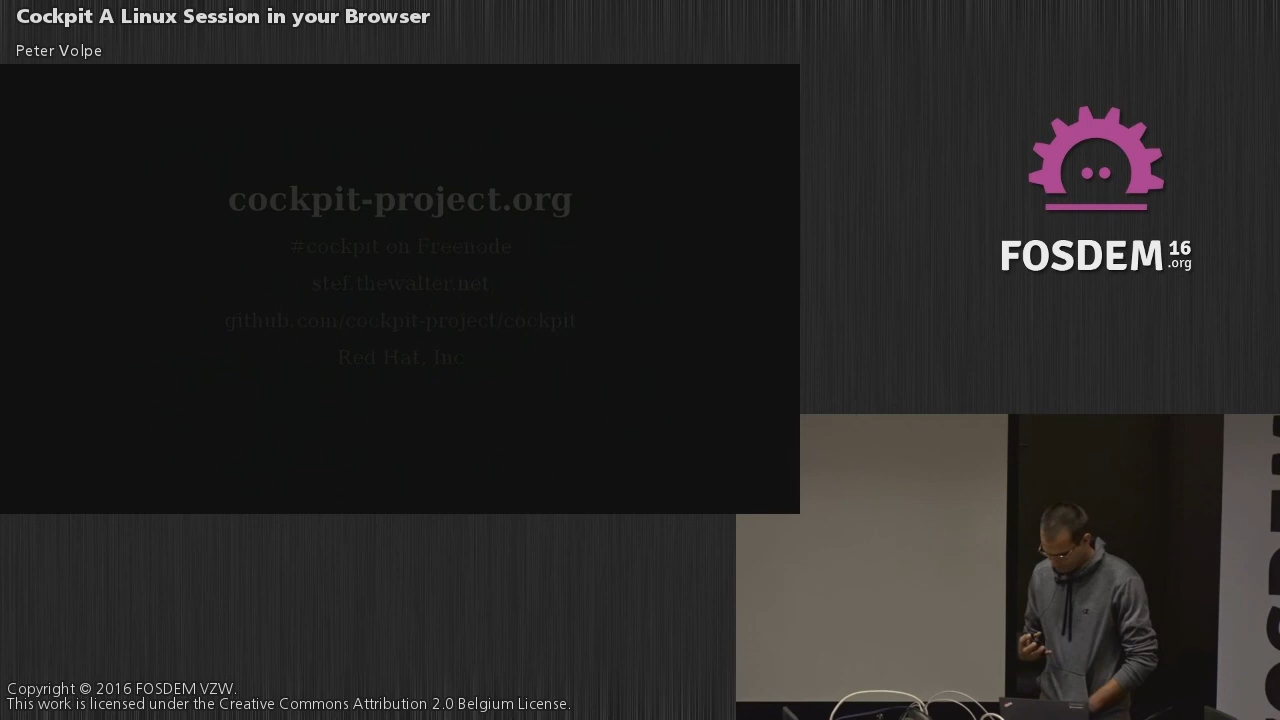 Cockpit A Linux Session in your Browser
Peter Volpe
cockpit-project.org
#cockpit on Freenode
stef.thewalter.net
github.com/cockpit-project/cockpit
Red Hat, Inc
FOSDEM 16
.org
Copyright © 2016 FOSDEM VZW.
This work is licensed under the Creative Commons Attribution 2.0 Belgium License.